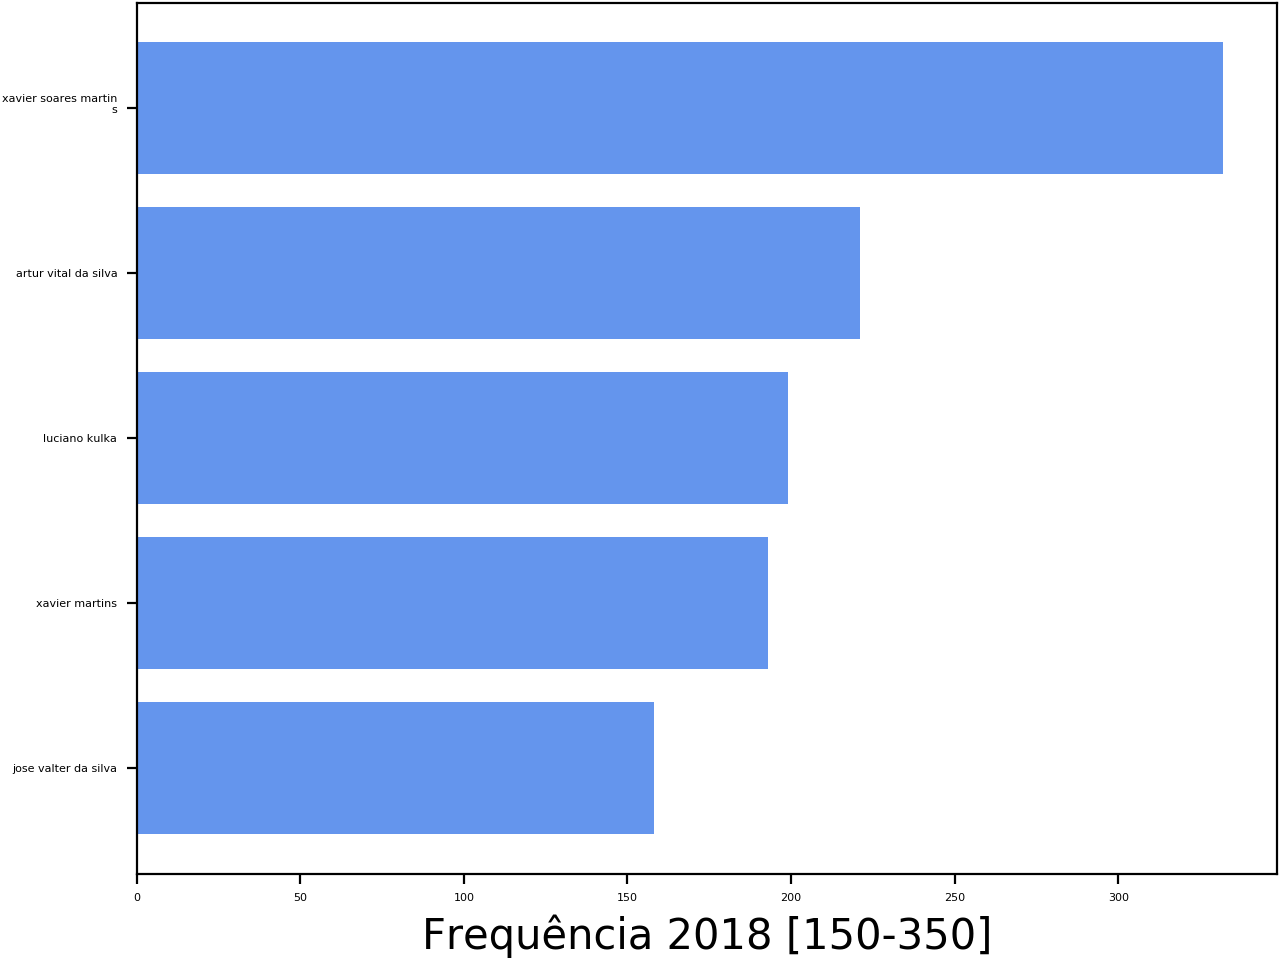 xavier soares martin
s
artur vital da silva
luciano kulka
xavier martins
jose valter da silva
0 50 100 150 200 250 300
Frequência 2018 [150-350]